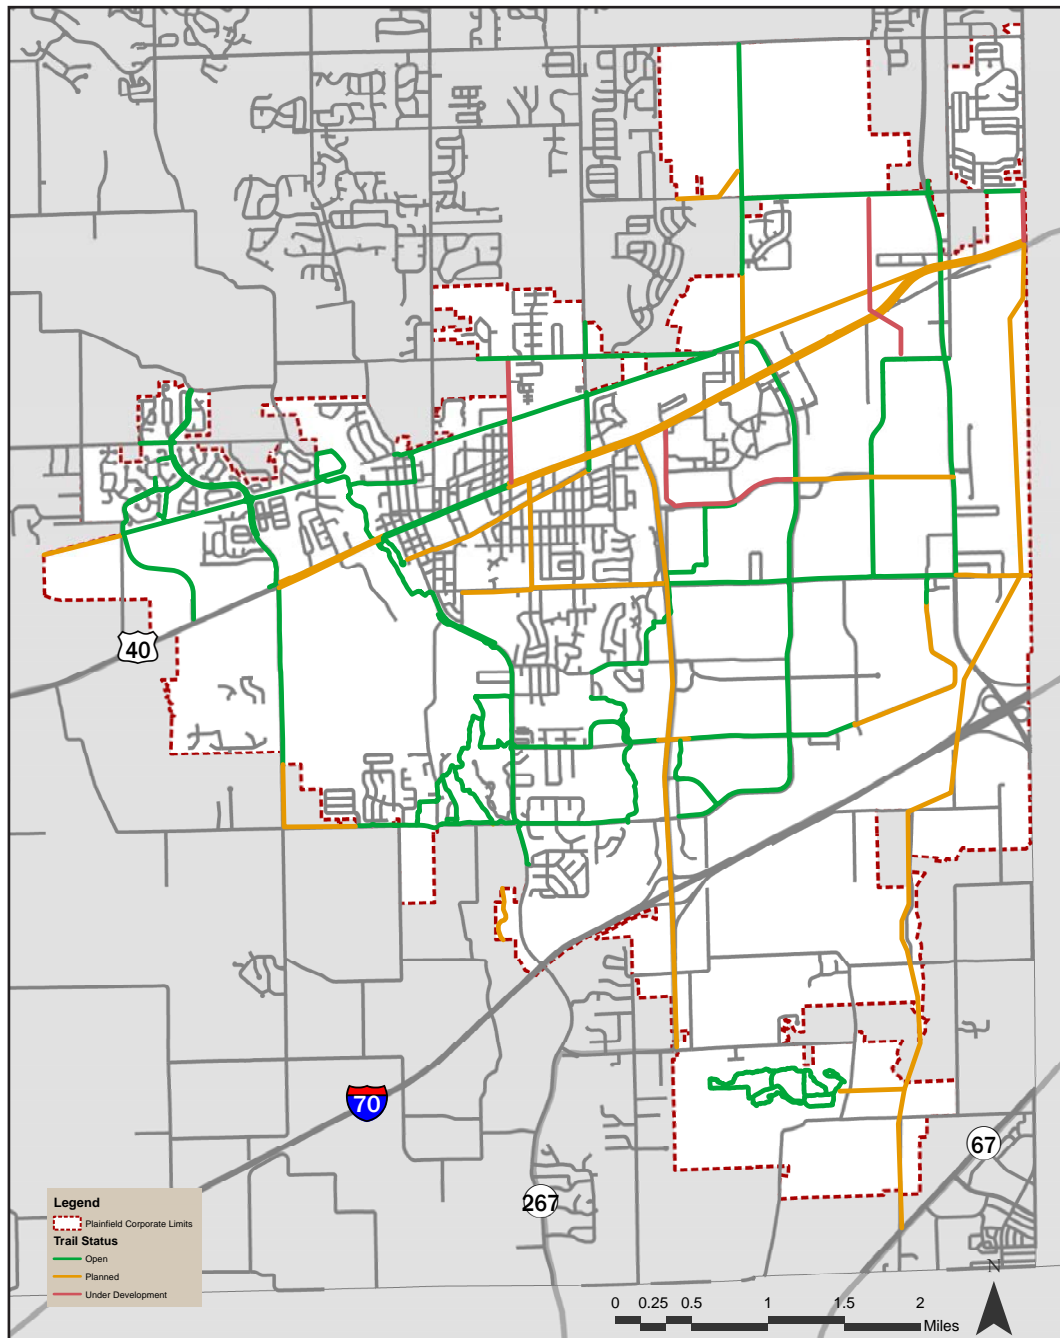 40
70
67
267
Legend
Plainfield Corporate Limits
Trail Status
Open
Planned
Under Development
N
0 0.25 0.5 1 1.5 2
Miles